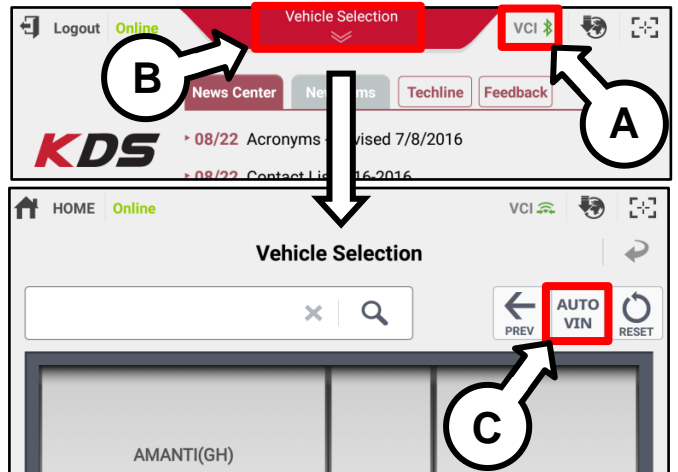 Logout Online Vehicle Selection VCI
B
A
News Center Techline Feedback
KDS
08/22 Acronyms 7/8/2016
08/22 Contact 2016
HOME Online VCI
Vehicle Selection
PREV AUTO VIN RESET
C
AMANTI(GH)